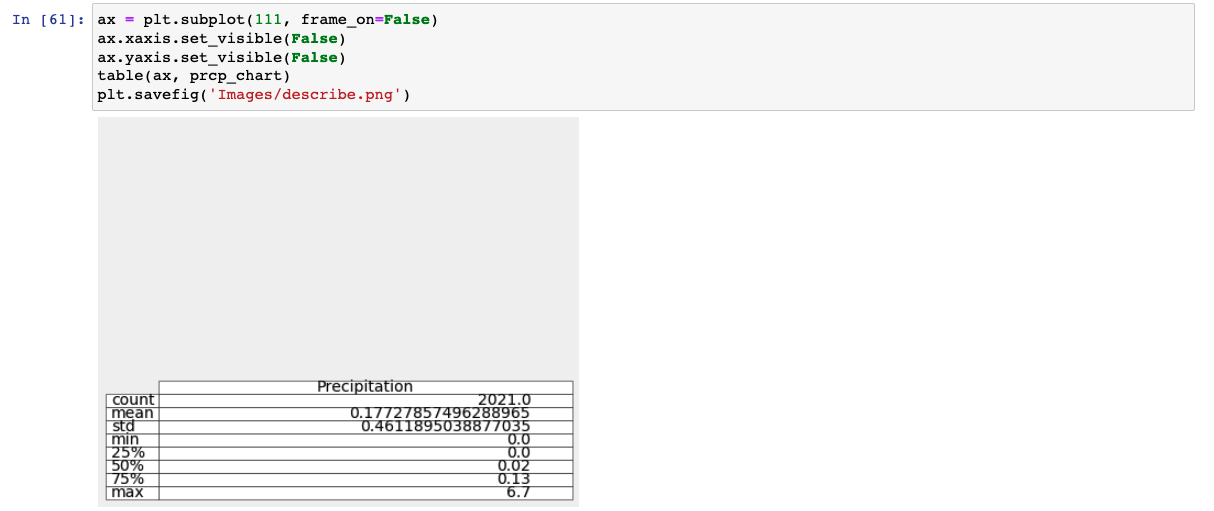 In [61]: ax = plt.subplot(111, frame_on=False)
ax.xaxis.set_visible(False)
ax.yaxis.set_visible(False)
table(ax, prcp_chart)
plt.savefig('Images/describe.png')
Precipitation
count 2021.0
mean 0.17727857496288965
std 0.4611895038877035
min 0.0
25% 0.0
50% 0.02
75% 0.13
max 6.7